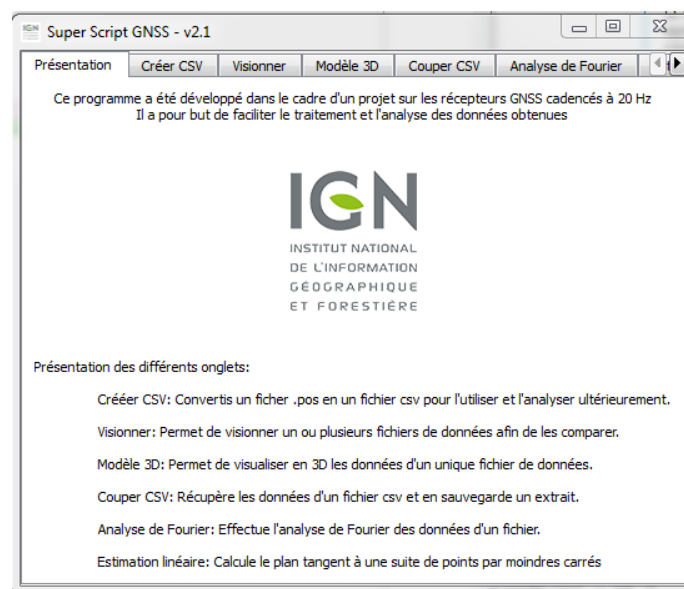 IGN Super Script GNSS - v2.1
Présentation Créer CSV Visionner Modèle 3D Couper CSV Analyse de Fourier
Ce programme a été développé dans le cadre d'un projet sur les récepteurs GNSS cadencés à 20 Hz
Il a pour but de faciliter le traitement et l'analyse des données obtenues
IGN
INSTITUT NATIONAL
DE L'INFORMATION
GÉOGRAPHIQUE
ET FORESTIÈRE
Présentation des différents onglets:
Créer CSV: Convertis un ficher .pos en un fichier csv pour l'utiliser et l'analyser ultérieurement.
Visionner: Permet de visionner un ou plusieurs fichiers de données afin de les comparer.
Modèle 3D: Permet de visualiser en 3D les données d'un unique fichier de données.
Couper CSV: Récupère les données d'un fichier csv et en sauvegarde un extrait.
Analyse de Fourier: Effectue l'analyse de Fourier des données d'un fichier.
Estimation linéaire: Calcule le plan tangent à une suite de points par moindres carrés